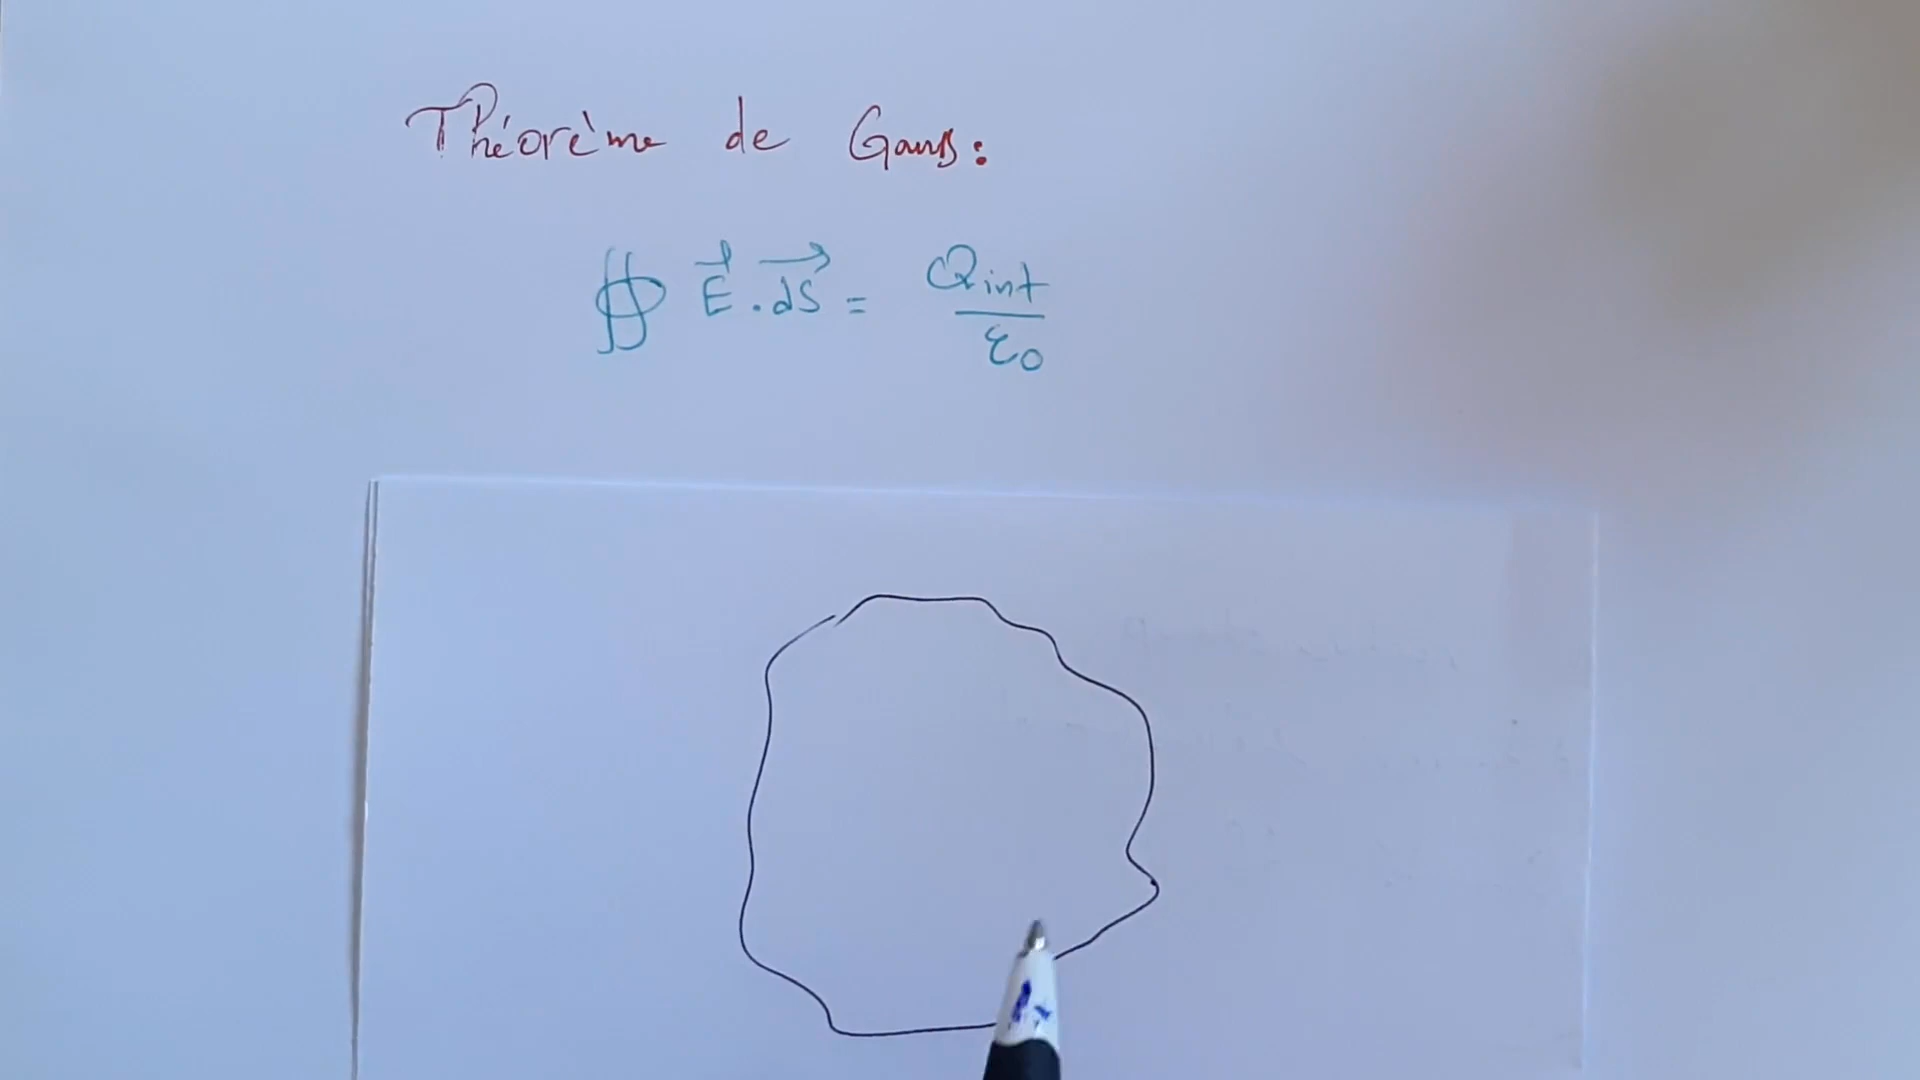 Théorème de Gauss:
∯ E⃗ . dS⃗ = Qint / ε0